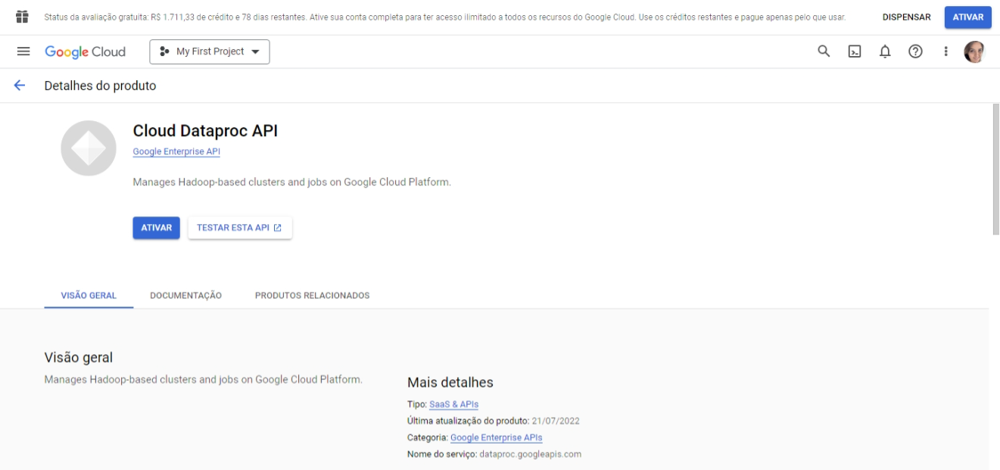 Status da avaliação gratuita: R$ 1.711,33 de crédito e 78 dias restantes. Ative sua conta completa para ter acesso ilimitado a todos os recursos do Google Cloud. Use os créditos restantes e pague apenas pelo que usar.
DISPENSAR
ATIVAR
Google Cloud
My First Project
Detalhes do produto
Cloud Dataproc API
Google Enterprise API
Manages Hadoop-based clusters and jobs on Google Cloud Platform.
ATIVAR
TESTAR ESTA API
VISÃO GERAL
DOCUMENTAÇÃO
PRODUTOS RELACIONADOS
Visão geral
Manages Hadoop-based clusters and jobs on Google Cloud Platform.
Mais detalhes
Tipo: SaaS & APIs
Última atualização do produto: 21/07/2022
Categoria: Google Enterprise APIs
Nome do serviço: dataproc.googleapis.com